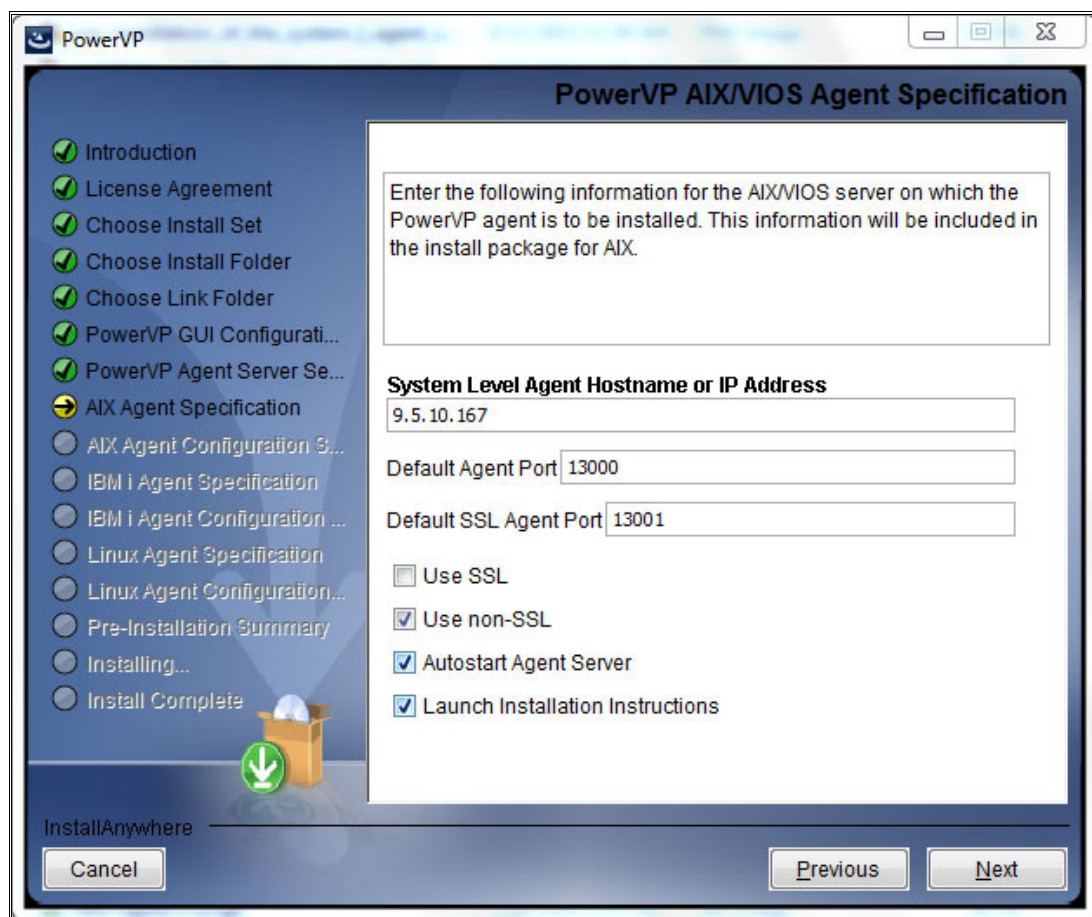 PowerVP
PowerVP AIX/VIOS Agent Specification
Introduction
License Agreement
Choose Install Set
Choose Install Folder
Choose Link Folder
PowerVP GUI Configurati...
PowerVP Agent Server Se...
AIX Agent Specification
AIX Agent Configuration S...
IBM i Agent Specification
IBM i Agent Configuration ...
Linux Agent Specification
Linux Agent Configuration...
Pre-Installation Summary
Installing...
Install Complete
Enter the following information for the AIX/VIOS server on which the
PowerVP agent is to be installed. This information will be included in
the install package for AIX.
System Level Agent Hostname or IP Address
9.5.10.167
Default Agent Port 13000
Default SSL Agent Port 13001
Use SSL
Use non-SSL
Autostart Agent Server
Launch Installation Instructions
InstallAnywhere
Cancel
Previous
Next